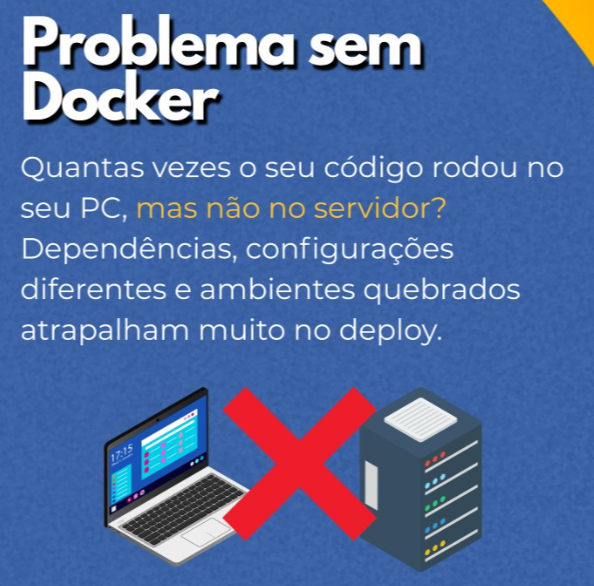 Problema sem
Docker
Quantas vezes o seu código rodou no
seu PC, mas não no servidor?
Dependências, configurações
diferentes e ambientes quebrados
atrapalham muito no deploy.
17:15